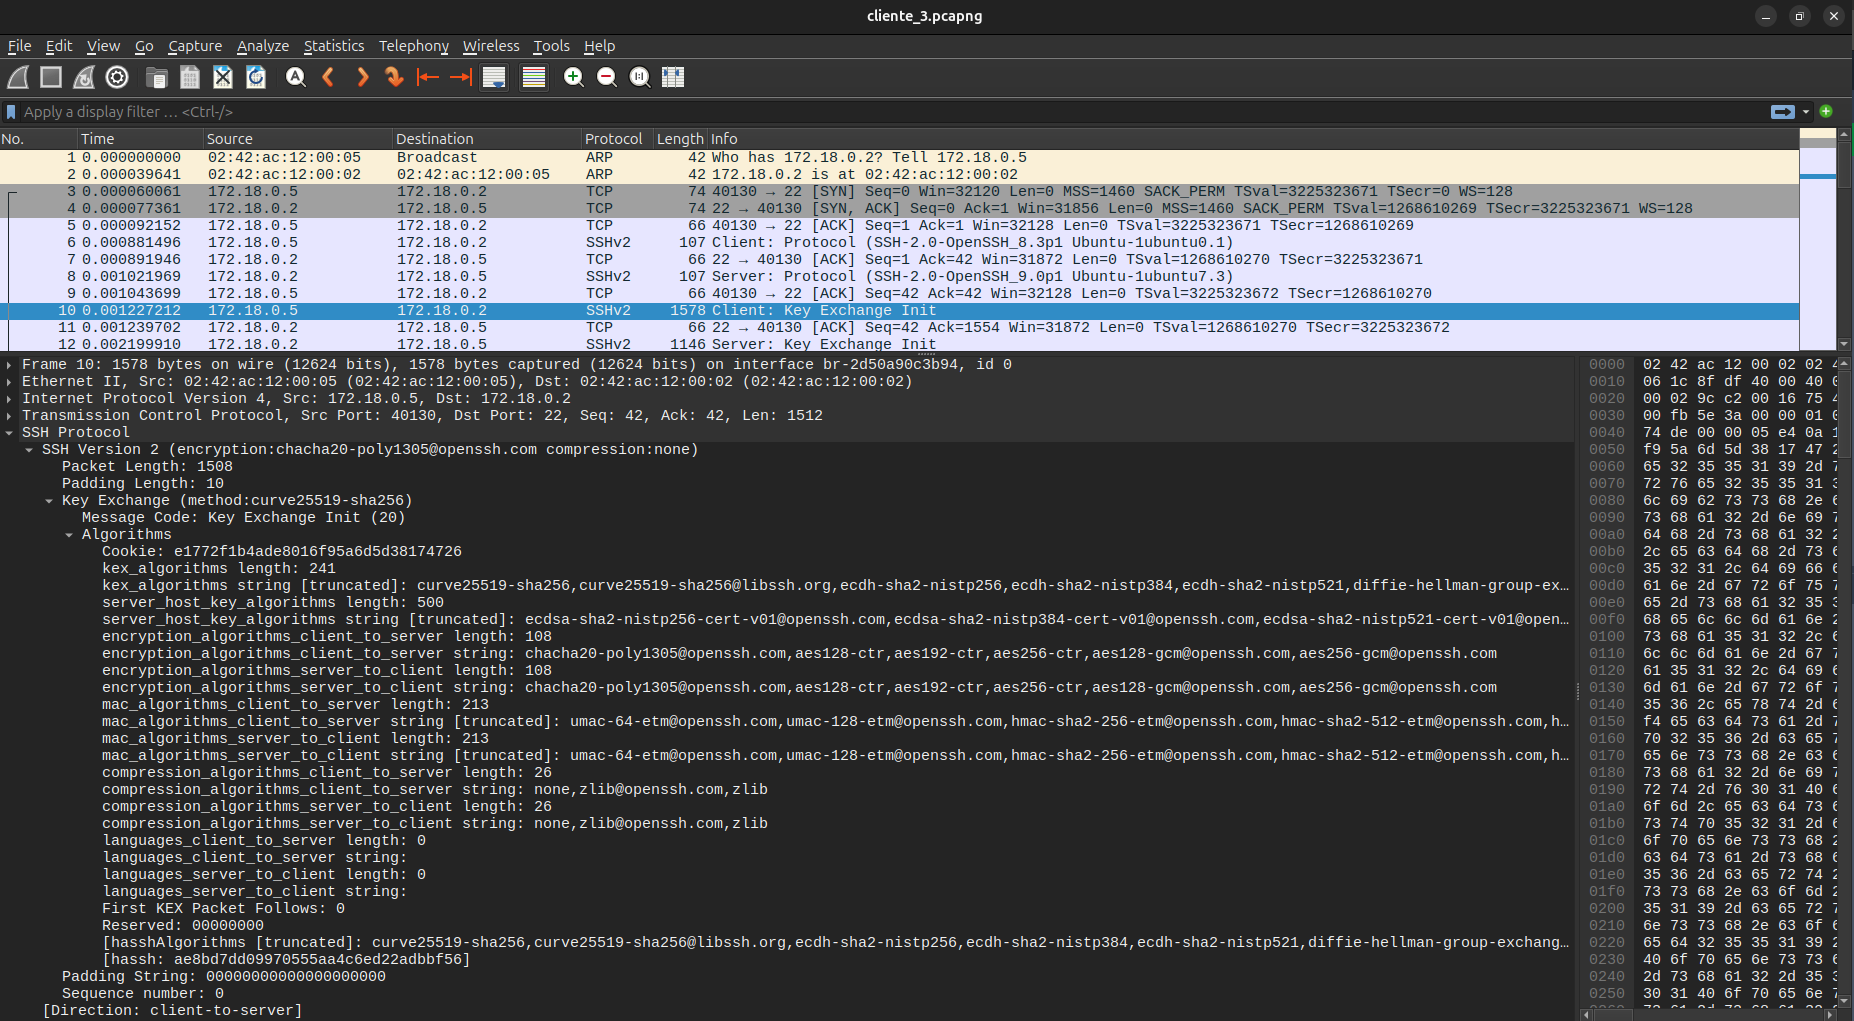 cliente_3.pcapng
File Edit View Go Capture Analyze Statistics Telephony Wireless Tools Help
Apply a display filter … <Ctrl-/>
No. Time Source Destination Protocol Length Info
1 0.000000000 02:42:ac:12:00:05 Broadcast ARP 42 Who has 172.18.0.2? Tell 172.18.0.5
2 0.000039641 02:42:ac:12:00:02 02:42:ac:12:00:05 ARP 42 172.18.0.2 is at 02:42:ac:12:00:02
3 0.000060061 172.18.0.5 172.18.0.2 TCP 74 40130 → 22 [SYN] Seq=0 Win=32120 Len=0 MSS=1460 SACK_PERM TSval=3225323671 TSecr=0 WS=128
4 0.000077361 172.18.0.2 172.18.0.5 TCP 74 22 → 40130 [SYN, ACK] Seq=0 Ack=1 Win=31856 Len=0 MSS=1460 SACK_PERM TSval=1268610269 TSecr=3225323671 WS=128
5 0.000092152 172.18.0.5 172.18.0.2 TCP 66 40130 → 22 [ACK] Seq=1 Ack=1 Win=32128 Len=0 TSval=3225323671 TSecr=1268610269
6 0.000881496 172.18.0.5 172.18.0.2 SSHv2 107 Client: Protocol (SSH-2.0-OpenSSH_8.3p1 Ubuntu-1ubuntu0.1)
7 0.000891946 172.18.0.2 172.18.0.5 TCP 66 22 → 40130 [ACK] Seq=1 Ack=42 Win=31872 Len=0 TSval=1268610270 TSecr=3225323671
8 0.001021969 172.18.0.2 172.18.0.5 SSHv2 107 Server: Protocol (SSH-2.0-OpenSSH_9.0p1 Ubuntu-1ubuntu7.3)
9 0.001043699 172.18.0.5 172.18.0.2 TCP 66 40130 → 22 [ACK] Seq=42 Ack=42 Win=32128 Len=0 TSval=3225323672 TSecr=1268610270
10 0.001227212 172.18.0.5 172.18.0.2 SSHv2 1578 Client: Key Exchange Init
11 0.001239702 172.18.0.2 172.18.0.5 TCP 66 22 → 40130 [ACK] Seq=42 Ack=1554 Win=31872 Len=0 TSval=1268610270 TSecr=3225323672
12 0.002199910 172.18.0.2 172.18.0.5 SSHv2 1146 Server: Key Exchange Init
Frame 10: 1578 bytes on wire (12624 bits), 1578 bytes captured (12624 bits) on interface br-2d50a90c3b94, id 0
Ethernet II, Src: 02:42:ac:12:00:05 (02:42:ac:12:00:05), Dst: 02:42:ac:12:00:02 (02:42:ac:12:00:02)
Internet Protocol Version 4, Src: 172.18.0.5, Dst: 172.18.0.2
Transmission Control Protocol, Src Port: 40130, Dst Port: 22, Seq: 42, Ack: 42, Len: 1512
SSH Protocol
SSH Version 2 (encryption:chacha20-poly1305@openssh.com compression:none)
Packet Length: 1508
Padding Length: 10
Key Exchange (method:curve25519-sha256)
Message Code: Key Exchange Init (20)
Algorithms
Cookie: e1772f1b4ade8016f95a6d5d38174726
kex_algorithms length: 241
kex_algorithms string [truncated]: curve25519-sha256,curve25519-sha256@libssh.org,ecdh-sha2-nistp256,ecdh-sha2-nistp384,ecdh-sha2-nistp521,diffie-hellman-group-ex…
server_host_key_algorithms length: 500
server_host_key_algorithms string [truncated]: ecdsa-sha2-nistp256-cert-v01@openssh.com,ecdsa-sha2-nistp384-cert-v01@openssh.com,ecdsa-sha2-nistp521-cert-v01@open…
encryption_algorithms_client_to_server length: 108
encryption_algorithms_client_to_server string: chacha20-poly1305@openssh.com,aes128-ctr,aes192-ctr,aes256-ctr,aes128-gcm@openssh.com,aes256-gcm@openssh.com
encryption_algorithms_server_to_client length: 108
encryption_algorithms_server_to_client string: chacha20-poly1305@openssh.com,aes128-ctr,aes192-ctr,aes256-ctr,aes128-gcm@openssh.com,aes256-gcm@openssh.com
mac_algorithms_client_to_server length: 213
mac_algorithms_client_to_server string [truncated]: umac-64-etm@openssh.com,umac-128-etm@openssh.com,hmac-sha2-256-etm@openssh.com,hmac-sha2-512-etm@openssh.com,h…
mac_algorithms_server_to_client length: 213
mac_algorithms_server_to_client string [truncated]: umac-64-etm@openssh.com,umac-128-etm@openssh.com,hmac-sha2-256-etm@openssh.com,hmac-sha2-512-etm@openssh.com,h…
compression_algorithms_client_to_server length: 26
compression_algorithms_client_to_server string: none,zlib@openssh.com,zlib
compression_algorithms_server_to_client length: 26
compression_algorithms_server_to_client string: none,zlib@openssh.com,zlib
languages_client_to_server length: 0
languages_client_to_server string:
languages_server_to_client length: 0
languages_server_to_client string:
First KEX Packet Follows: 0
Reserved: 00000000
[hasshAlgorithms [truncated]: curve25519-sha256,curve25519-sha256@libssh.org,ecdh-sha2-nistp256,ecdh-sha2-nistp384,ecdh-sha2-nistp521,diffie-hellman-group-exchang…
[hassh: ae8bd7dd09970555aa4c6ed22adbbf56]
Padding String: 00000000000000000000
Sequence number: 0
[Direction: client-to-server]
0000 02 42 ac 12 00 02 02
0010 06 1c 8f df 40 00 40
0020 00 02 9c c2 00 16 75
0030 00 fb 5e 3a 00 00 01
0040 74 de 00 00 05 e4 0a
0050 f9 5a 6d 5d 38 17 47
0060 65 32 35 35 31 39 2d
0070 72 76 65 32 35 35 31
0080 6c 69 62 73 73 68 2e
0090 73 68 61 32 2d 6e 69
00a0 64 68 2d 73 68 61 32
00b0 2c 65 63 64 68 2d 73
00c0 35 32 31 2c 64 69 66
00d0 61 6e 2d 67 72 6f 75
00e0 65 2d 73 68 61 32 35
00f0 68 65 6c 6c 6d 61 6e
0100 73 68 61 35 31 32 2c
0110 6c 6c 6d 61 6e 2d 67
0120 61 35 31 32 2c 64 69
0130 6d 61 6e 2d 67 72 6f
0140 35 36 2c 65 78 74 2d
0150 f4 65 63 64 73 61 2d
0160 70 32 35 36 2d 63 65
0170 65 6e 73 73 68 2e 63
0180 73 68 61 32 2d 6e 69
0190 72 74 2d 76 30 31 40
01a0 6f 6d 2c 65 63 64 73
01b0 73 74 70 35 32 31 2d
01c0 6f 70 65 6e 73 73 68
01d0 63 64 73 61 2d 73 68
01e0 35 36 2d 63 65 72 74
01f0 73 73 68 2e 63 6f 6d
0200 35 31 39 2d 63 65 72
0210 6e 73 73 68 2e 63 6f
0220 65 64 32 35 35 31 39
0230 40 6f 70 65 6e 73 73
0240 2d 73 68 61 32 2d 35
0250 30 31 40 6f 70 65 6e